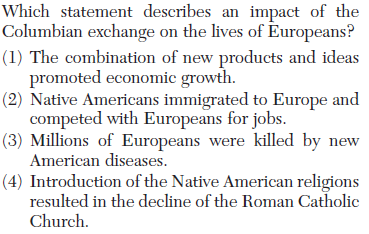 Which statement describes an impact of the
Columbian exchange on the lives of Europeans?
(1) The combination of new products and ideas
promoted economic growth.
(2) Native Americans immigrated to Europe and
competed with Europeans for jobs.
(3) Millions of Europeans were killed by new
American diseases.
(4) Introduction of the Native American religions
resulted in the decline of the Roman Catholic
Church.